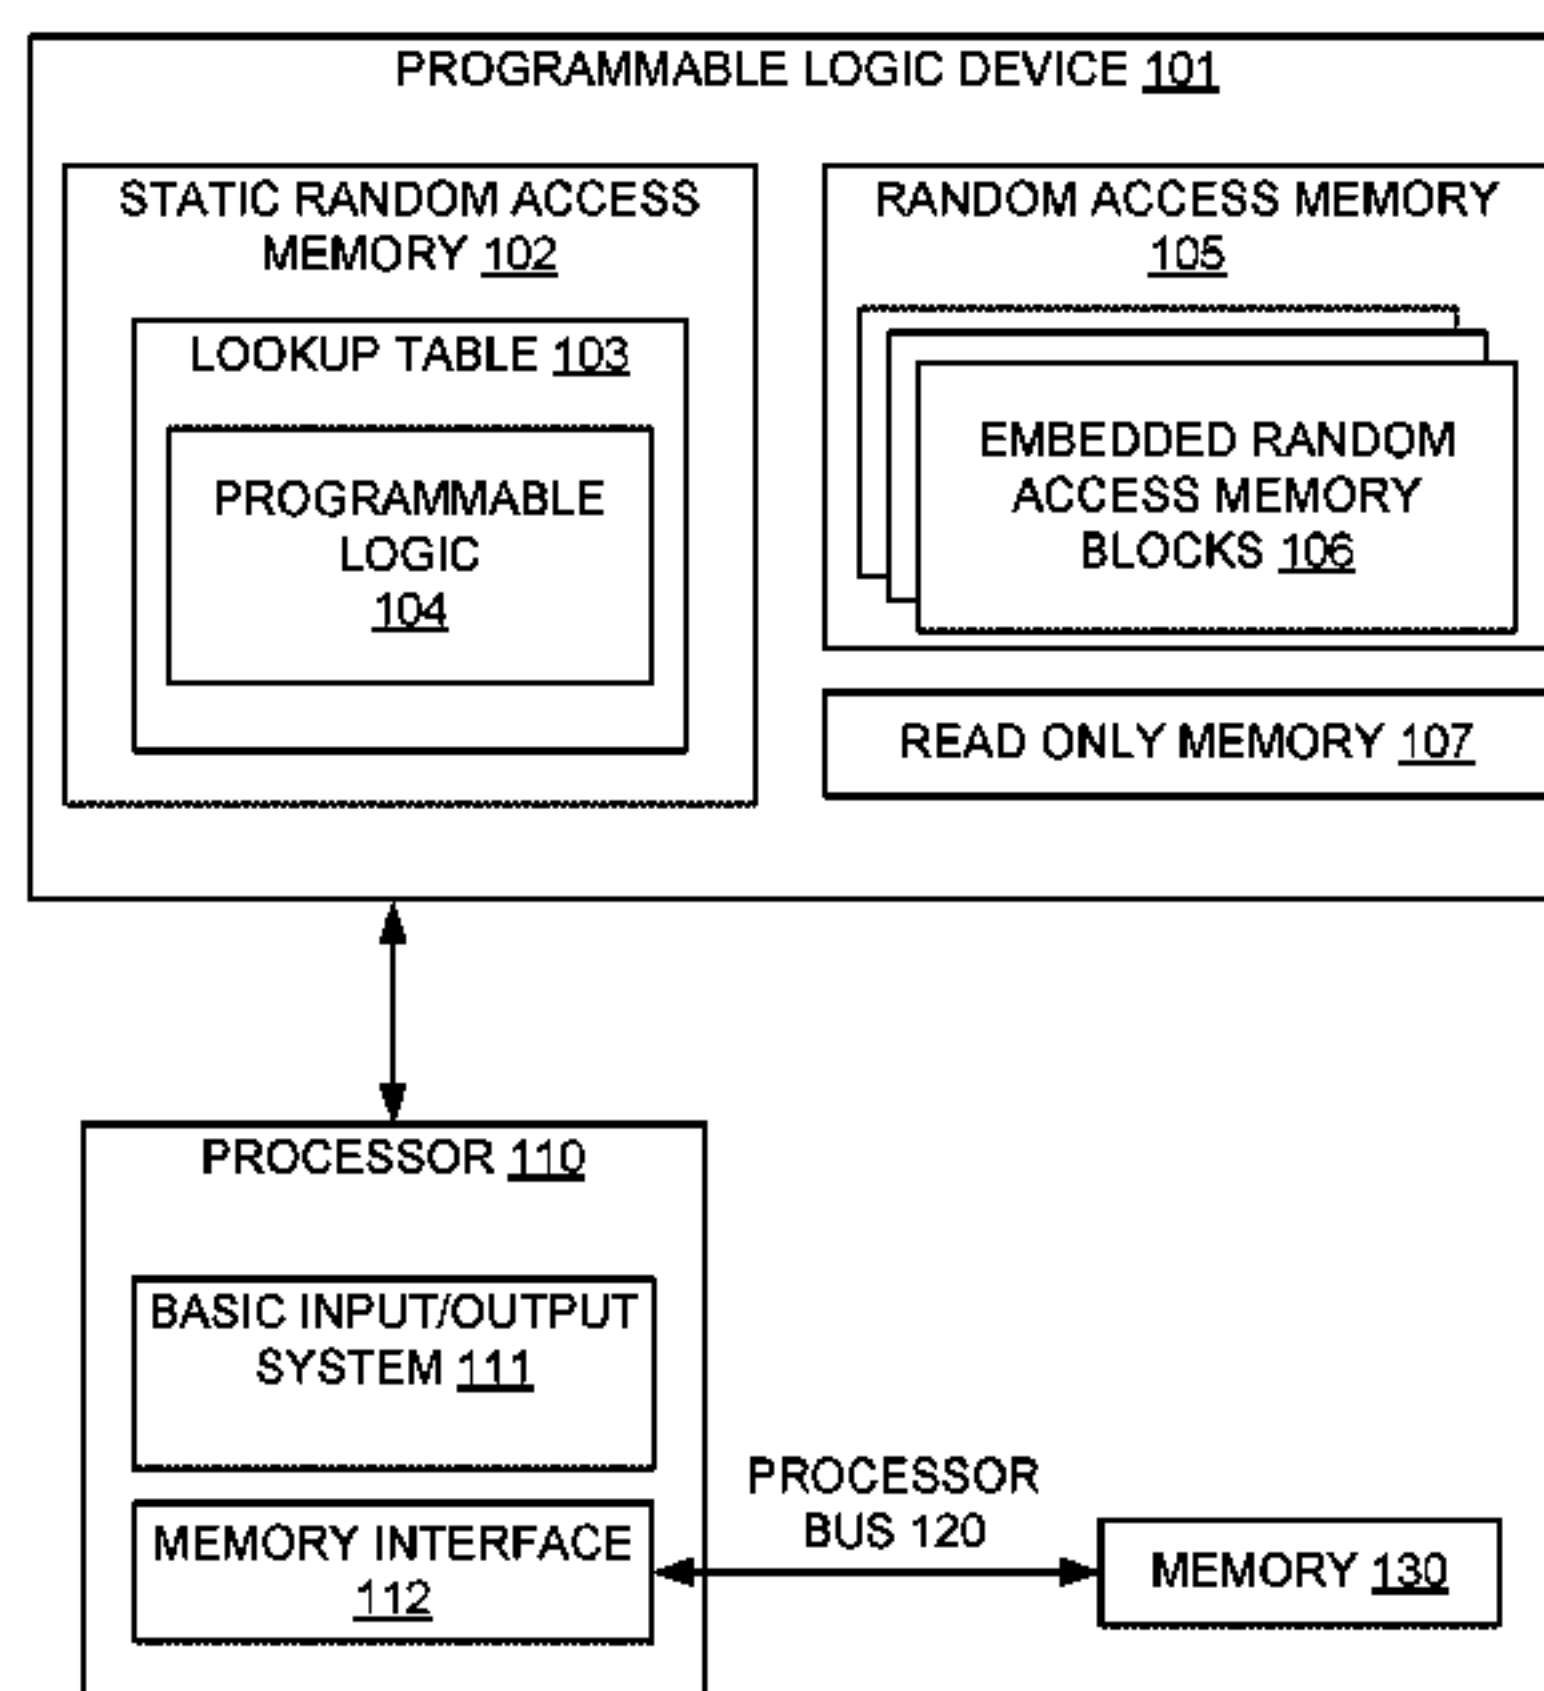 PROGRAMMABLE LOGIC DEVICE 101
STATIC RANDOM ACCESS
MEMORY 102
LOOKUP TABLE 103
PROGRAMMABLE
LOGIC
104
RANDOM ACCESS MEMORY
105
EMBEDDED RANDOM
ACCESS MEMORY
BLOCKS 106
READ ONLY MEMORY 107
PROCESSOR 110
BASIC INPUT/OUTPUT
SYSTEM 111
MEMORY INTERFACE
112
PROCESSOR
BUS 120
MEMORY 130